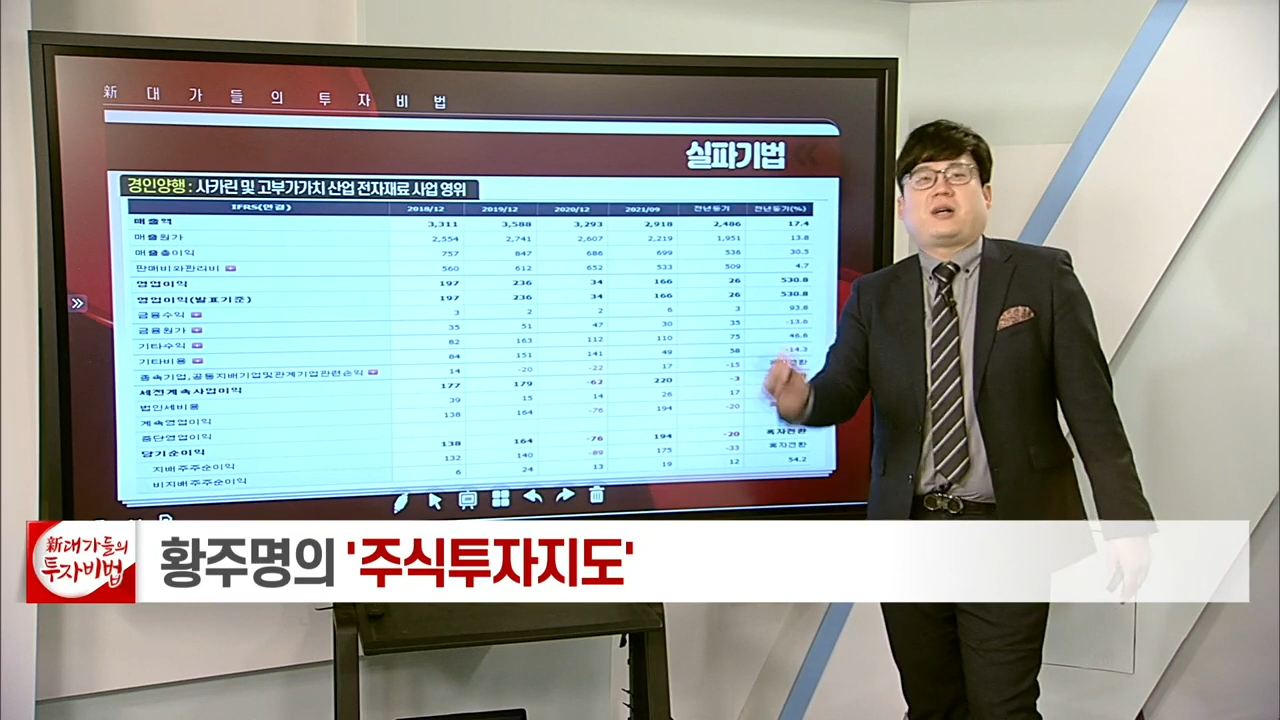 新 대 가 들 의 투 자 비 법
실파기법
경인양행 : 사카린 및 고부가가치 산업 전자재료 사업 영위
IFRS(연결) 2018/12 2019/12 2020/12 2021/09 전년동기 전년동기(%)
매출액 3,311 3,588 3,293 2,918 2,486 17.4
매출원가 2,554 2,741 2,607 2,219 1,951 13.8
매출총이익 757 847 686 699 536 30.5
판매비와관리비 560 612 652 533 509 4.7
영업이익 197 236 34 166 26 530.8
영업이익(발표기준) 197 236 34 166 26 530.8
금융수익 3 2 2 6 3 93.8
금융원가 35 51 47 30 35 -13.6
기타수익 82 163 112 110 75 46.8
기타비용 84 151 141 49 58 -14.3
종속기업,공동지배기업및관계기업관련손익 14 -20 -22 17 -15
세전계속사업이익 177 179 -62 220 -3
법인세비용 39 15 14 26 17
계속영업이익 138 164 -76 194 -20
중단영업이익
당기순이익 138 164 -76 194 -20 흑자전환
지배주주순이익 132 140 -89 175 -33 흑자전환
비지배주주순이익 6 24 13 19 12 54.2
新대가들의
투자비법
황주명의 '주식투자지도'